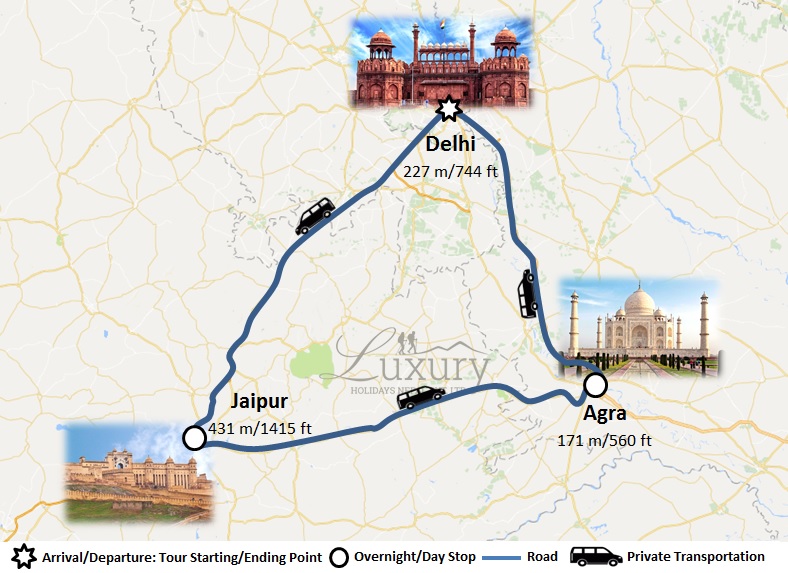 Delhi
227 m/744 ft
Luxury
Jaipur
431 m/1415 ft
Agra
171 m/560 ft
Arrival/Departure: Tour Starting/Ending Point
Overnight/Day Stop
Road
Private Transportation